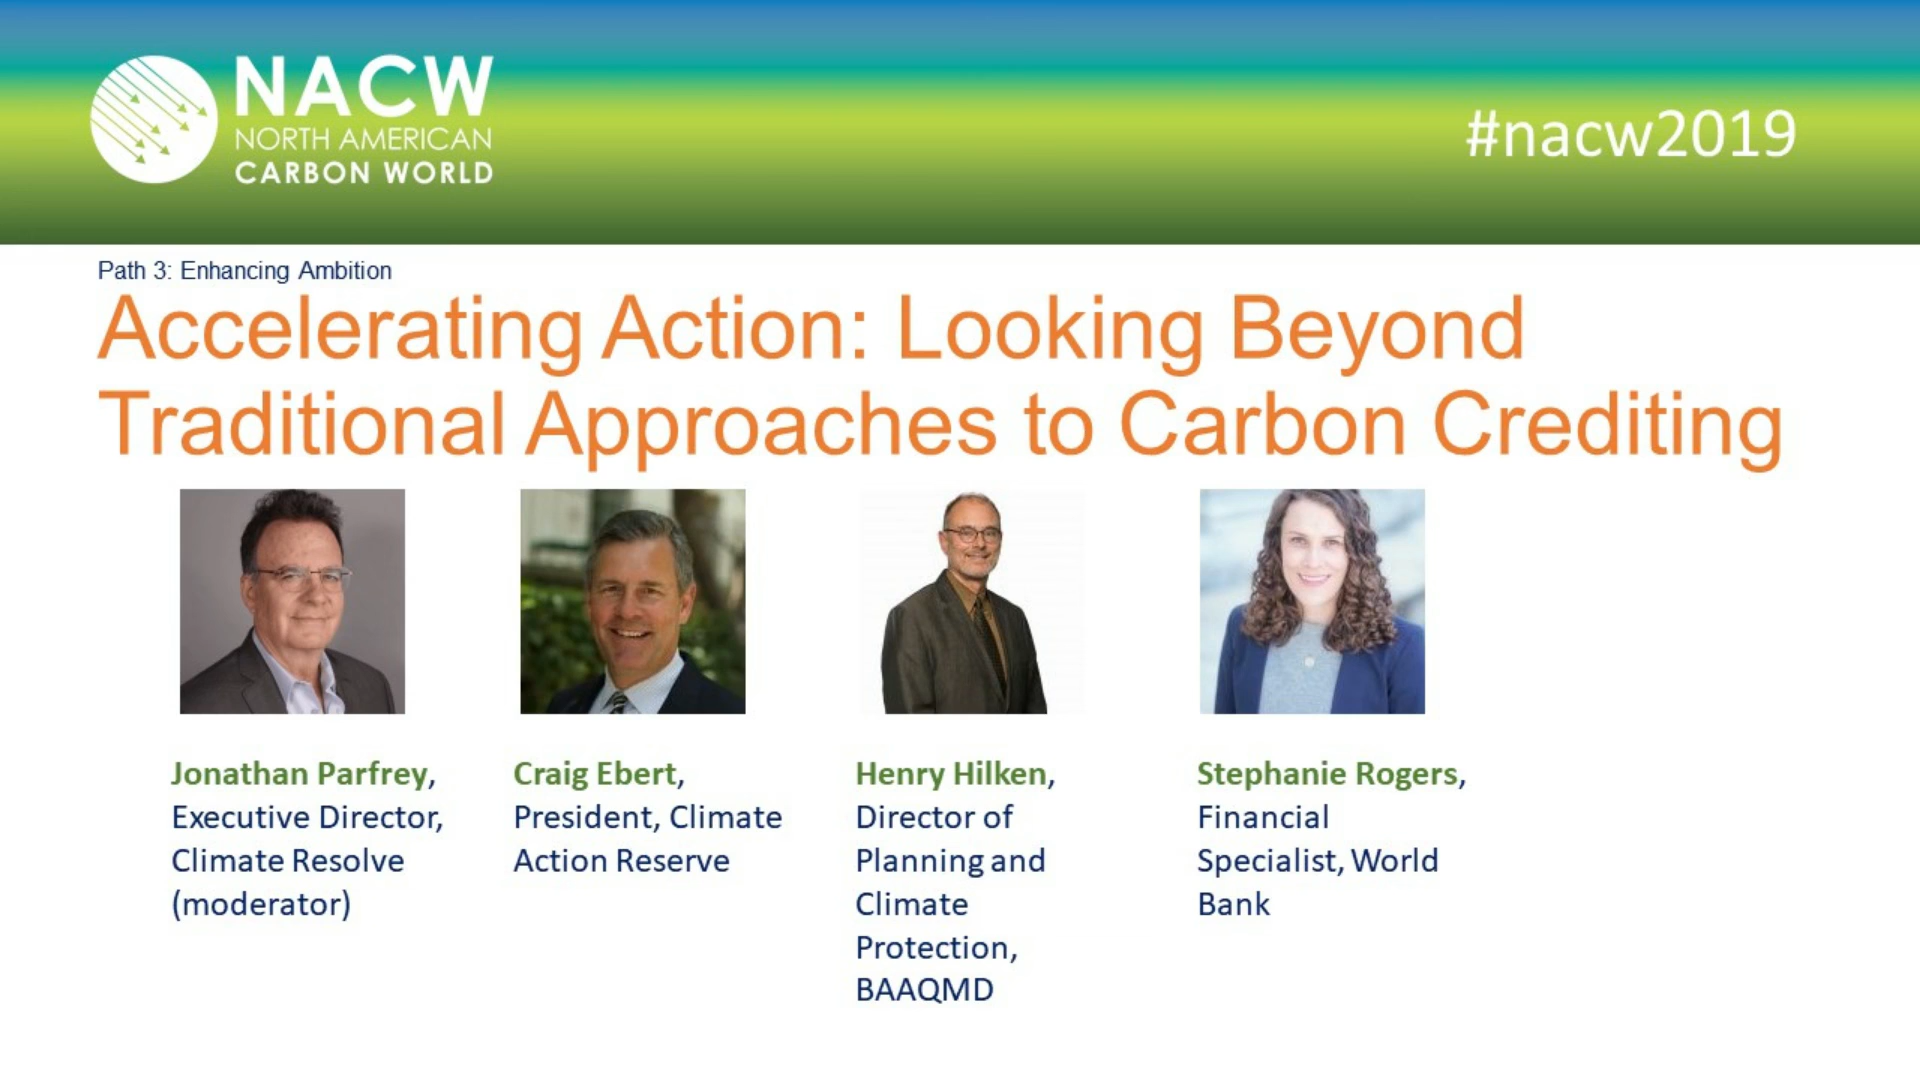 NACW
NORTH AMERICAN
CARBON WORLD
#nacw2019
Path 3: Enhancing Ambition
Accelerating Action: Looking Beyond
Traditional Approaches to Carbon Crediting
Jonathan Parfrey,
Executive Director,
Climate Resolve
(moderator)
Craig Ebert,
President, Climate
Action Reserve
Henry Hilken,
Director of
Planning and
Climate
Protection,
BAAQMD
Stephanie Rogers,
Financial
Specialist, World
Bank